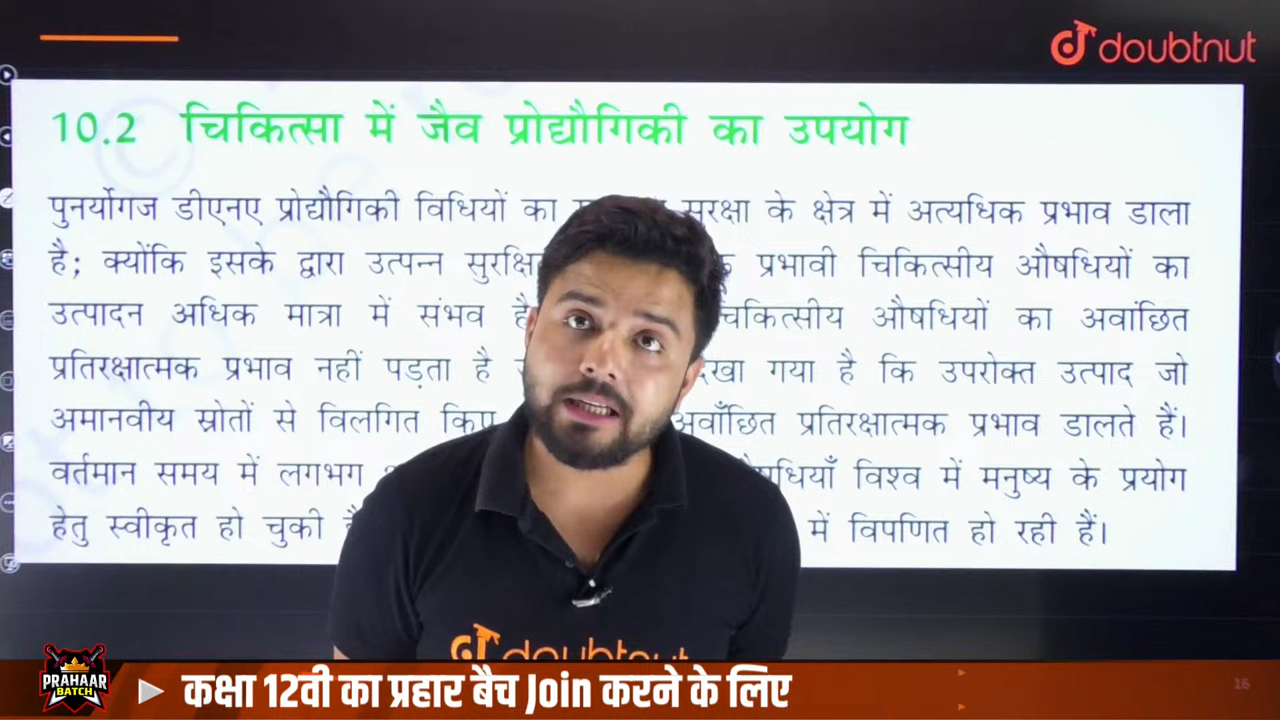 doubtnut
10.2 चिकित्सा में जैव प्रोद्यौगिकी का उपयोग
पुनर्योगज डीएनए प्रोद्यौगिकी विधियों का सुरक्षा के क्षेत्र में अत्यधिक प्रभाव डाला
है; क्योंकि इसके द्वारा उत्पन्न प्रभावी चिकित्सीय औषधियों का
उत्पादन अधिक मात्रा में संभव चिकित्सीय औषधियों का अवांछित
प्रतिरक्षात्मक प्रभाव नहीं पड़ता है गया है कि उपरोक्त उत्पाद जो
अमानवीय स्रोतों से विलगित किए अवाँछित प्रतिरक्षात्मक प्रभाव डालते हैं।
वर्तमान समय में लगभग विश्व में मनुष्य के प्रयोग
हेतु स्वीकृत हो चुकी में विपणित हो रही हैं।
doubtnut
PRAHAAR
BATCH
कक्षा 12वी का प्रहार बैच Join करने के लिए
16